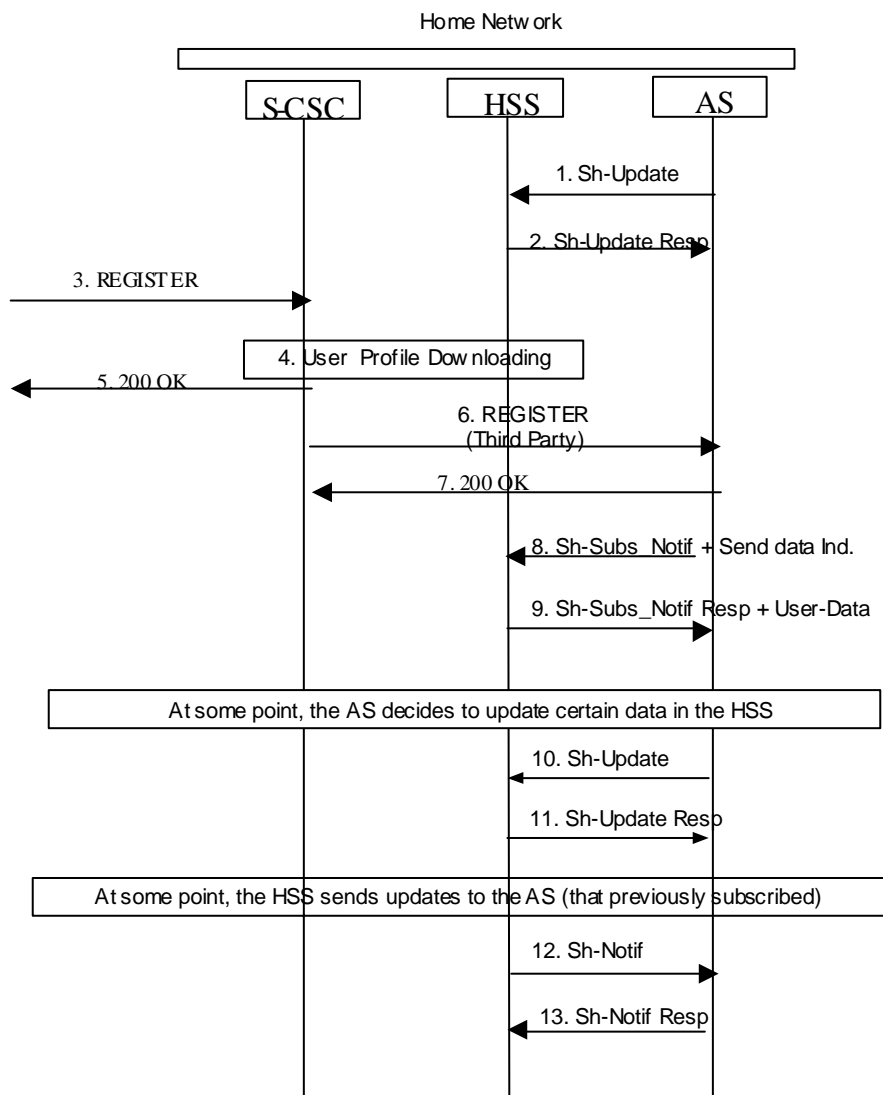 Home Network
S-CSC
HSS
AS
1. Sh-Update
2. Sh-Update Resp
3. REGISTER
4. User Profile Downloading
5. 200 OK
6. REGISTER
(Third Party)
7. 200 OK
8. Sh-Subs_Notif + Send data Ind.
9. Sh-Subs_Notif Resp + User-Data
At some point, the AS decides to update certain data in the HSS
10. Sh-Update
11. Sh-Update Resp
At some point, the HSS sends updates to the AS (that previously subscribed)
12. Sh-Notif
13. Sh-Notif Resp